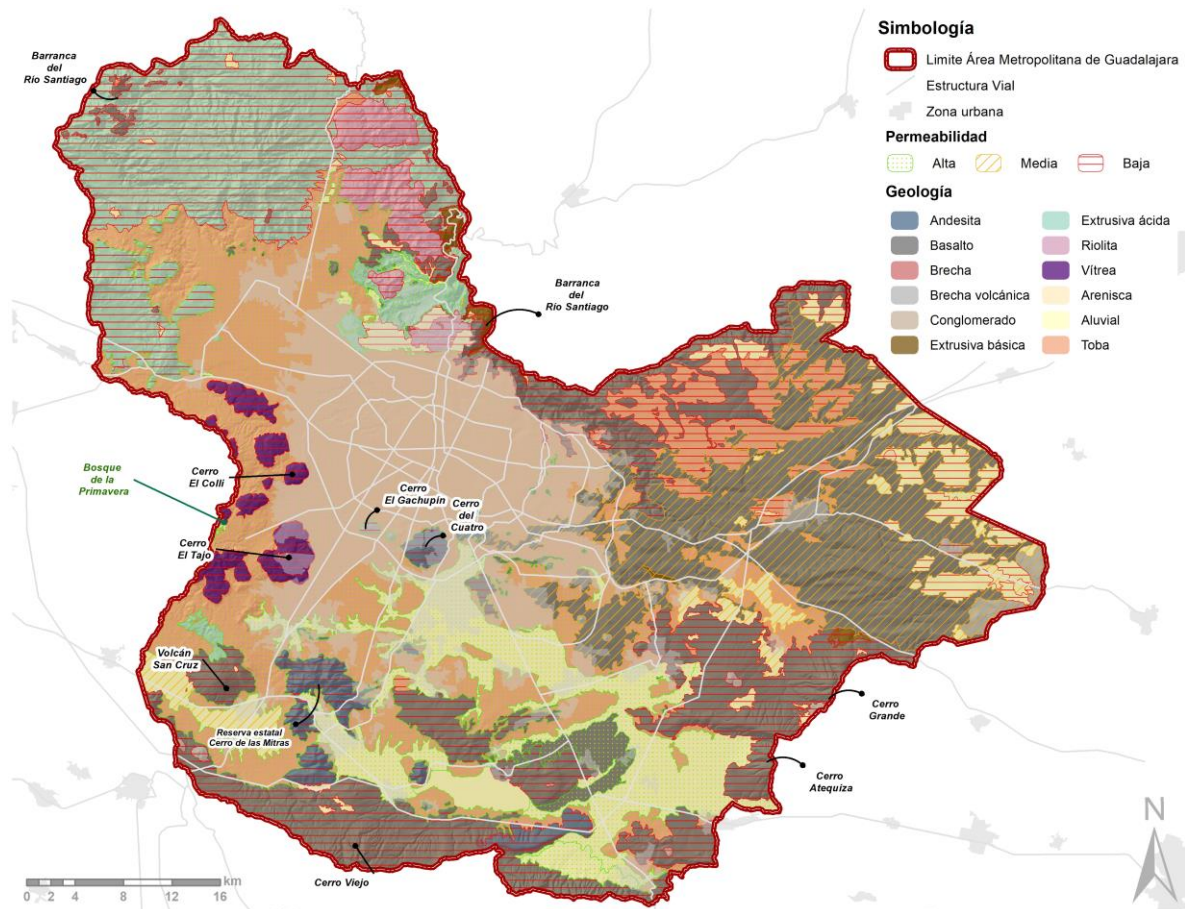 Simbología
Limite Área Metropolitana de Guadalajara
Estructura Vial
Zona urbana
Permeabilidad
Alta
Media
Baja
Geología
Andesita
Extrusiva ácida
Basalto
Riolita
Brecha
Vítrea
Brecha volcánica
Arenisca
Conglomerado
Aluvial
Extrusiva básica
Toba
Barranca
del
Río Santiago
Barranca
del
Río Santiago
Bosque
de la
Primavera
Cerro
El Colli
Cerro
El Gachupín
Cerro
del
Cuatro
Cerro
El Tajo
Volcán
San Cruz
Reserva estatal
Cerro de las Mitras
Cerro
Grande
Cerro
Atequiza
Cerro Viejo
N
km
0 2 4 8 12 16